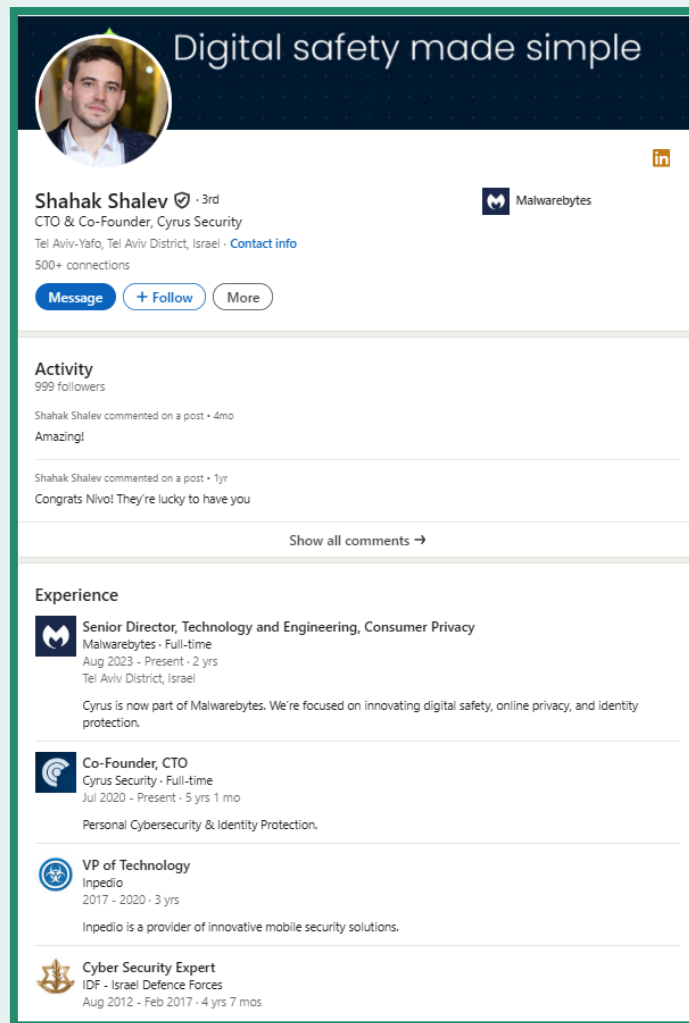 Digital safety made simple
in
Shahak Shalev · 3rd
Malwarebytes
CTO & Co-Founder, Cyrus Security
Tel Aviv-Yafo, Tel Aviv District, Israel · Contact info
500+ connections
Message
+ Follow
More
Activity
999 followers
Shahak Shalev commented on a post • 4mo
Amazing!
Shahak Shalev commented on a post • 1yr
Congrats Nivo! They're lucky to have you
Show all comments →
Experience
Senior Director, Technology and Engineering, Consumer Privacy
Malwarebytes · Full-time
Aug 2023 - Present · 2 yrs
Tel Aviv District, Israel
Cyrus is now part of Malwarebytes. We're focused on innovating digital safety, online privacy, and identity
protection.
Co-Founder, CTO
Cyrus Security · Full-time
Jul 2020 - Present · 5 yrs 1 mo
Personal Cybersecurity & Identity Protection.
VP of Technology
Inpedio
2017 - 2020 · 3 yrs
Inpedio is a provider of innovative mobile security solutions.
Cyber Security Expert
IDF - Israel Defence Forces
Aug 2012 - Feb 2017 · 4 yrs 7 mos